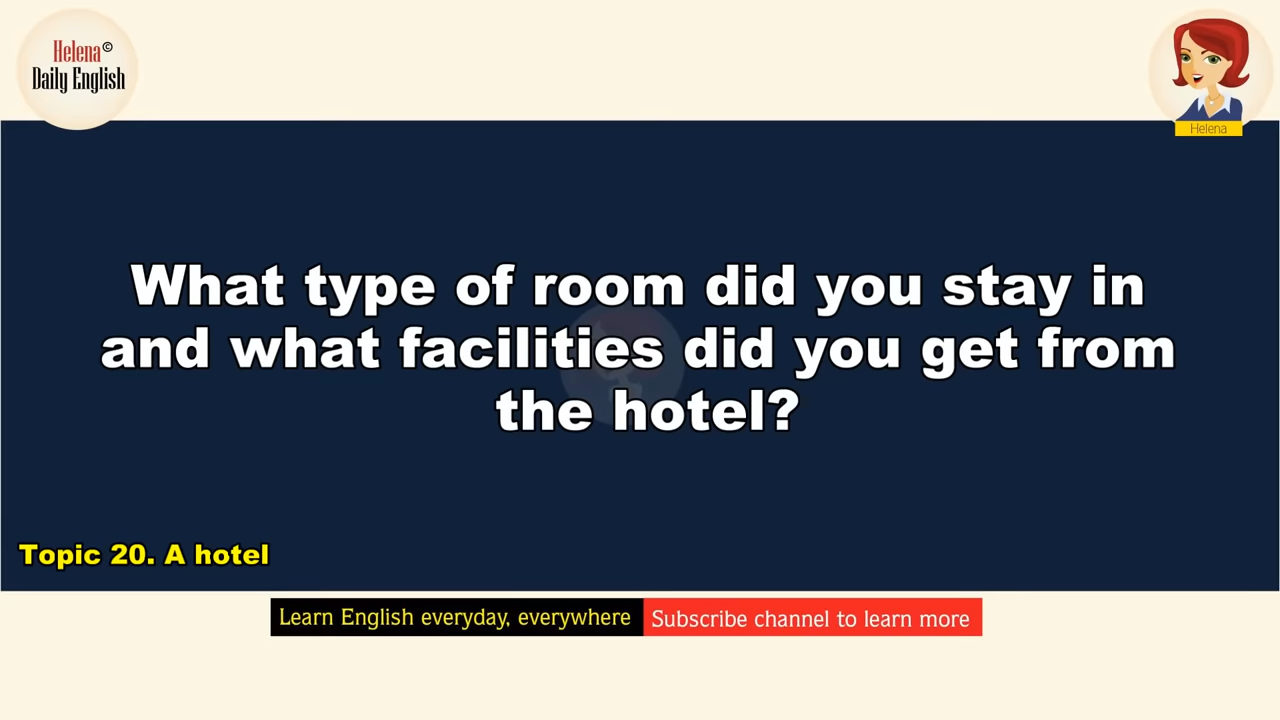 Helena©
Daily English
Helena
What type of room did you stay in
and what facilities did you get from
the hotel?
Topic 20. A hotel
Learn English everyday, everywhere
Subscribe channel to learn more